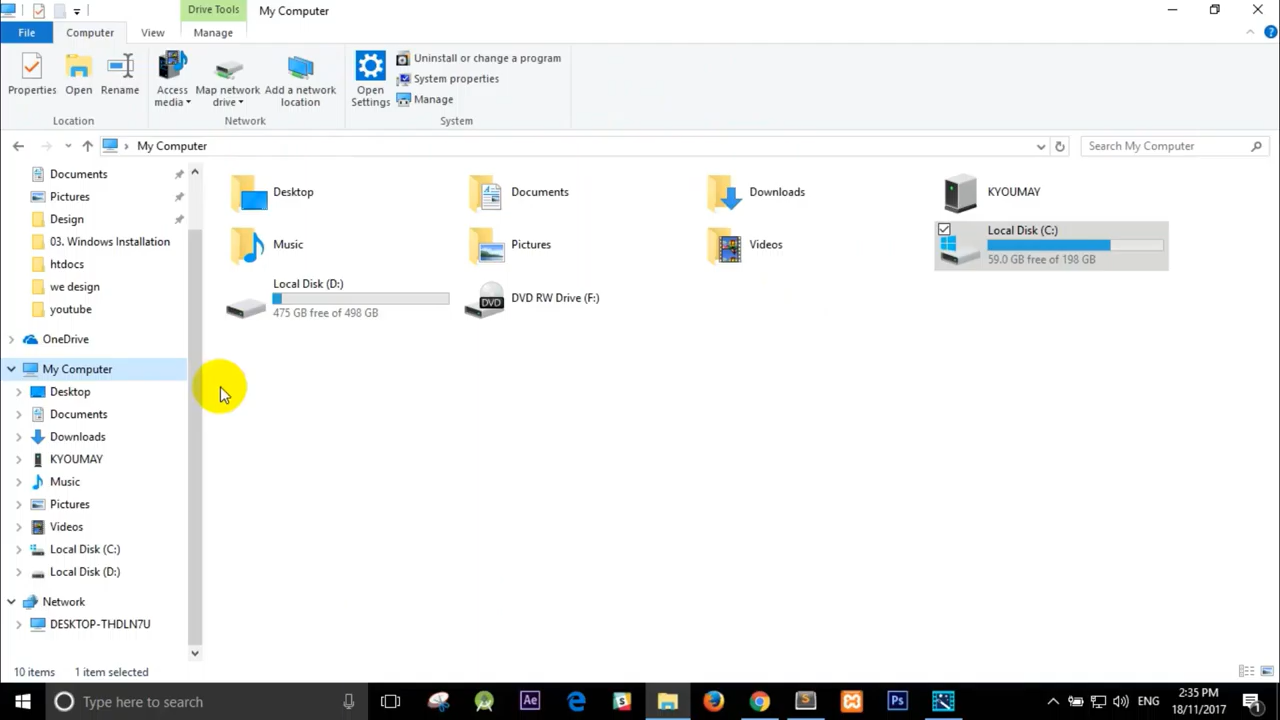 Drive Tools
My Computer
File
Computer
View
Manage
Properties
Open
Rename
Access media
Map network drive
Add a network location
Open Settings
Uninstall or change a program
System properties
Manage
Location
Network
System
My Computer
Search My Computer
Documents
Pictures
Design
03. Windows Installation
htdocs
we design
youtube
OneDrive
My Computer
Desktop
Documents
Downloads
KYOUMAY
Music
Pictures
Videos
Local Disk (C:)
Local Disk (D:)
Network
DESKTOP-THDLN7U
Desktop
Documents
Downloads
KYOUMAY
Music
Pictures
Videos
Local Disk (C:)
59.0 GB free of 198 GB
Local Disk (D:)
475 GB free of 498 GB
DVD
DVD RW Drive (F:)
10 items
1 item selected
Type here to search
Ae
Ps
ENG
2:35 PM
18/11/2017
1